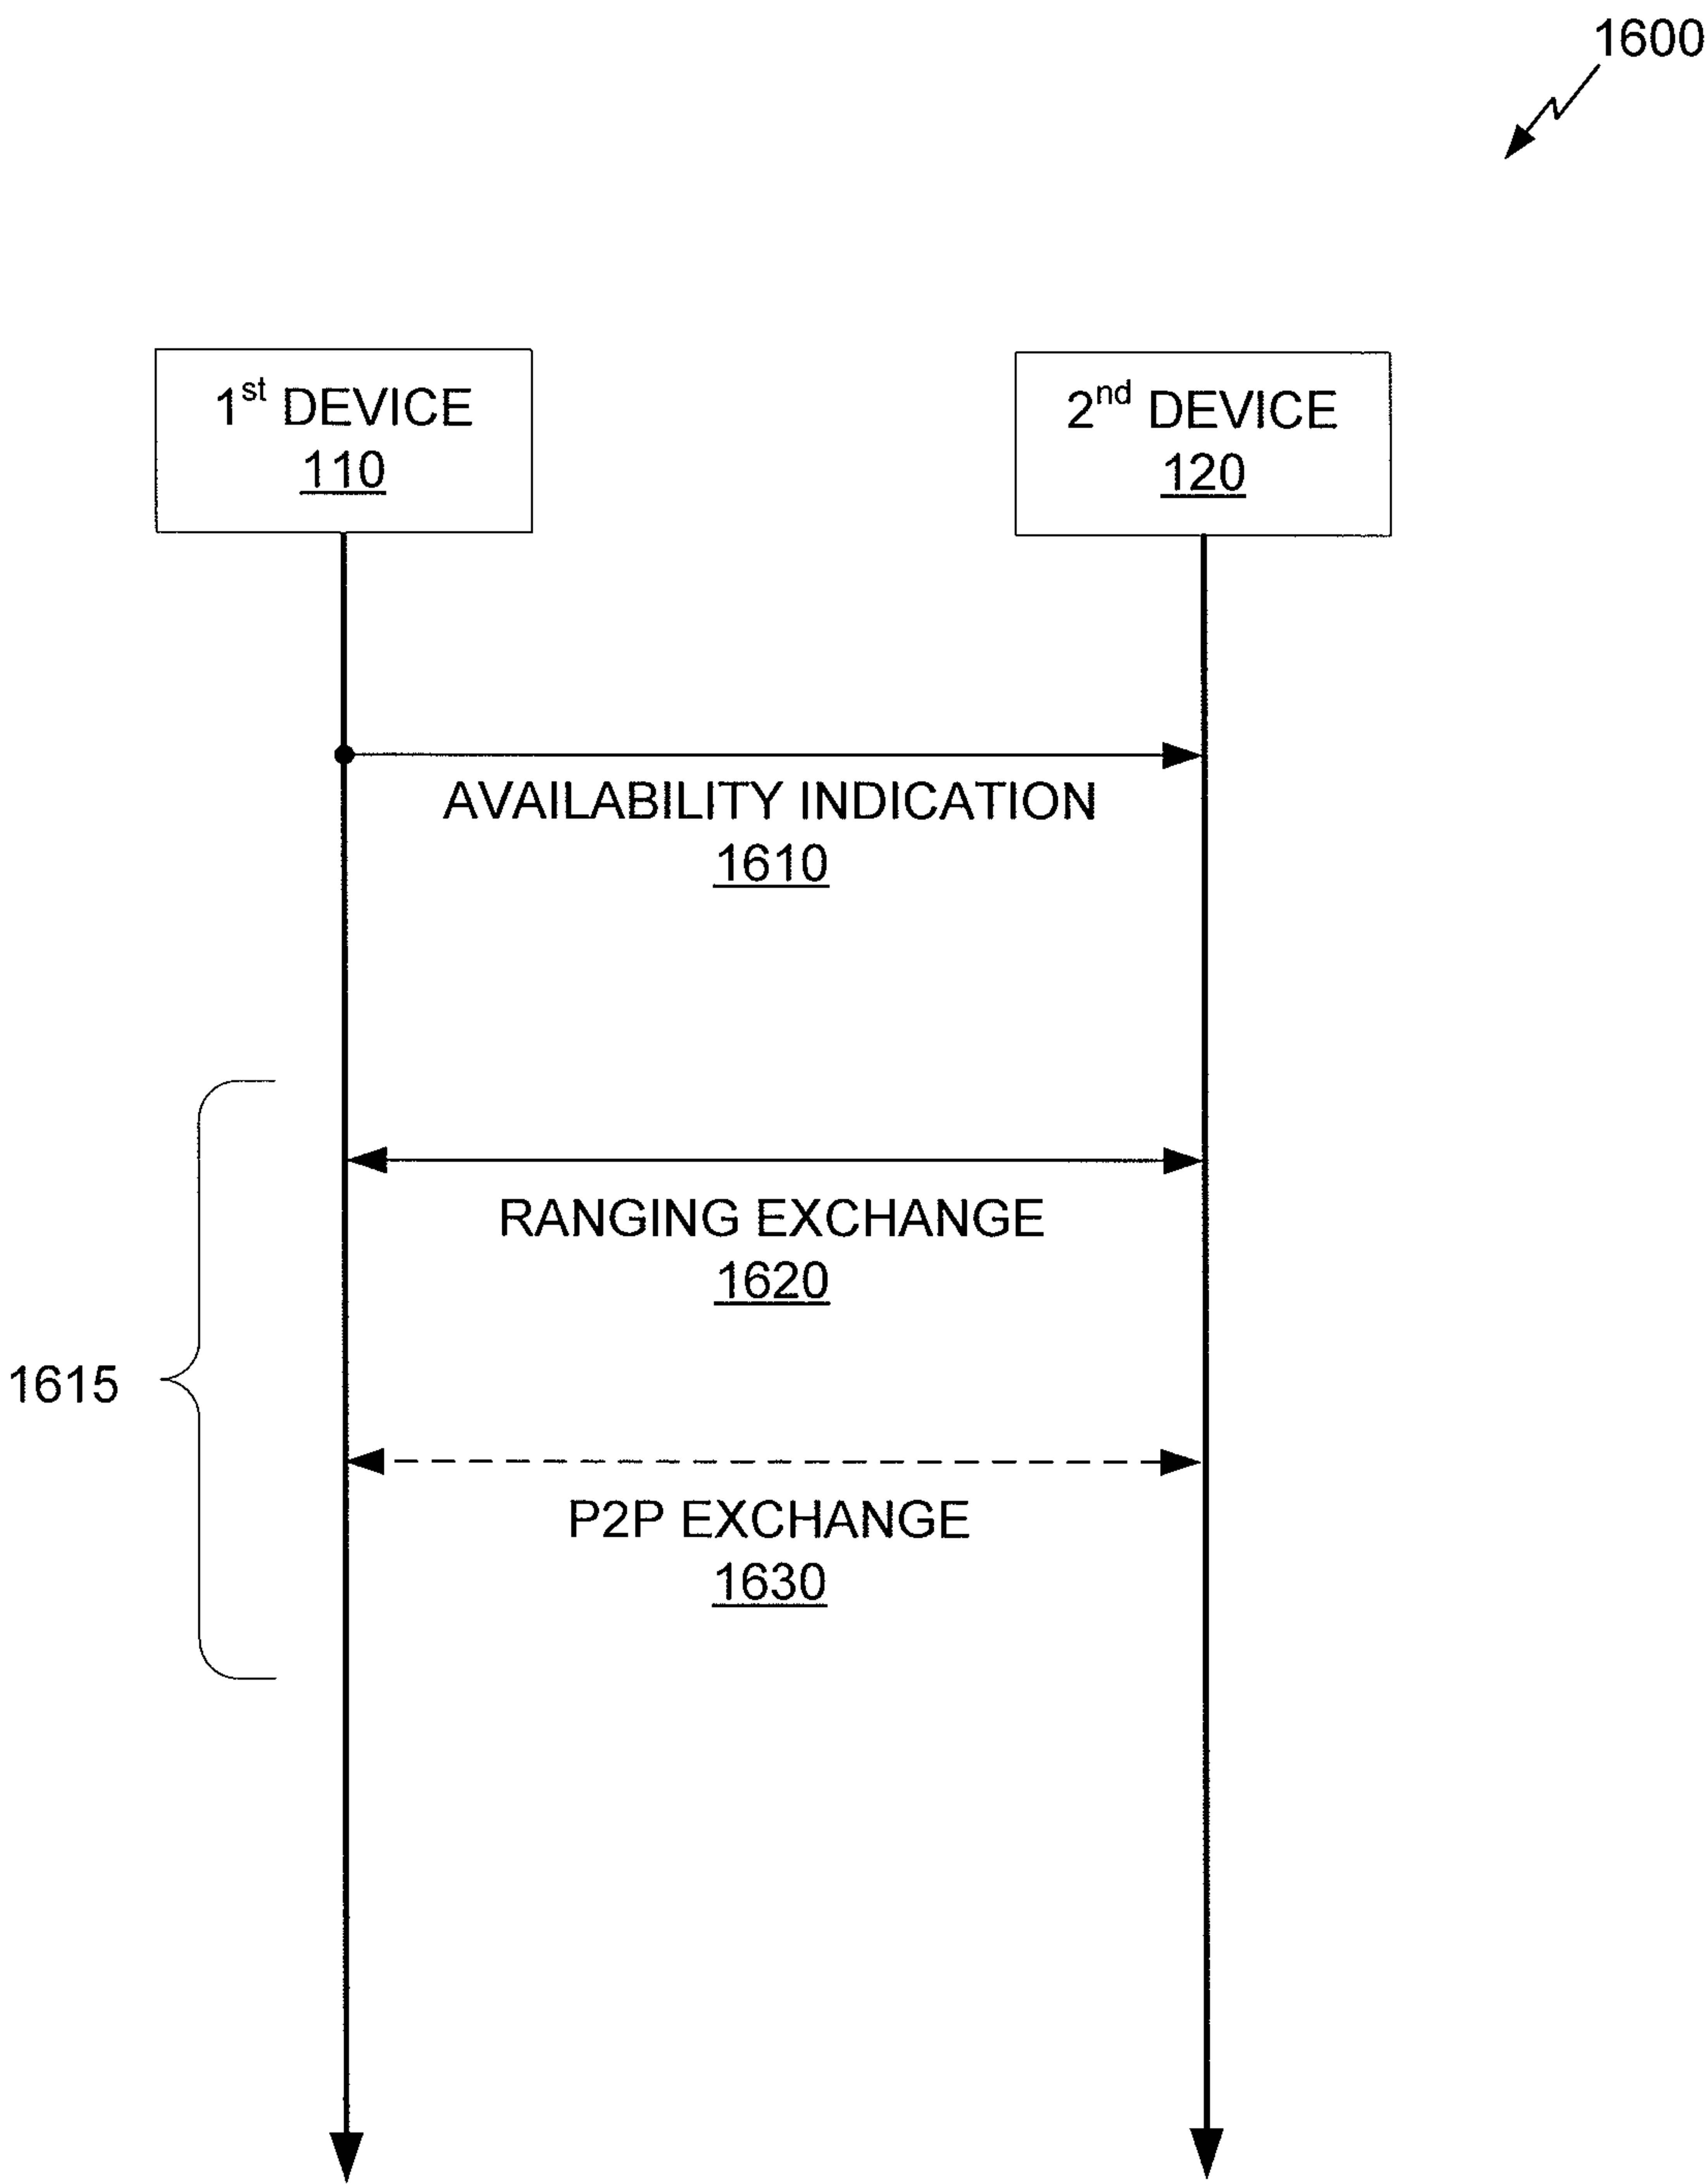 1600
1st DEVICE
110
2nd DEVICE
120
AVAILABILITY INDICATION
1610
RANGING EXCHANGE
1620
1615
P2P EXCHANGE
1630